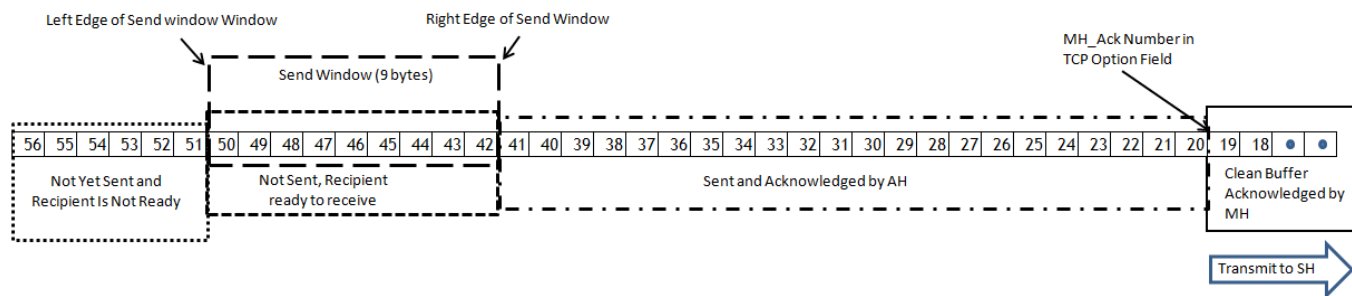 Left Edge of Send window Window
Right Edge of Send Window
MH_Ack Number in
TCP Option Field
Send Window (9 bytes)
56 55 54 53 52 51 50 49 48 47 46 45 44 43 42 41 40 39 38 37 36 35 34 33 32 31 30 29 28 27 26 25 24 23 22 21 20 19 18
Not Yet Sent and
Recipient Is Not Ready
Not Sent, Recipient
ready to receive
Sent and Acknowledged by AH
Clean Buffer
Acknowledged by
MH
Transmit to SH